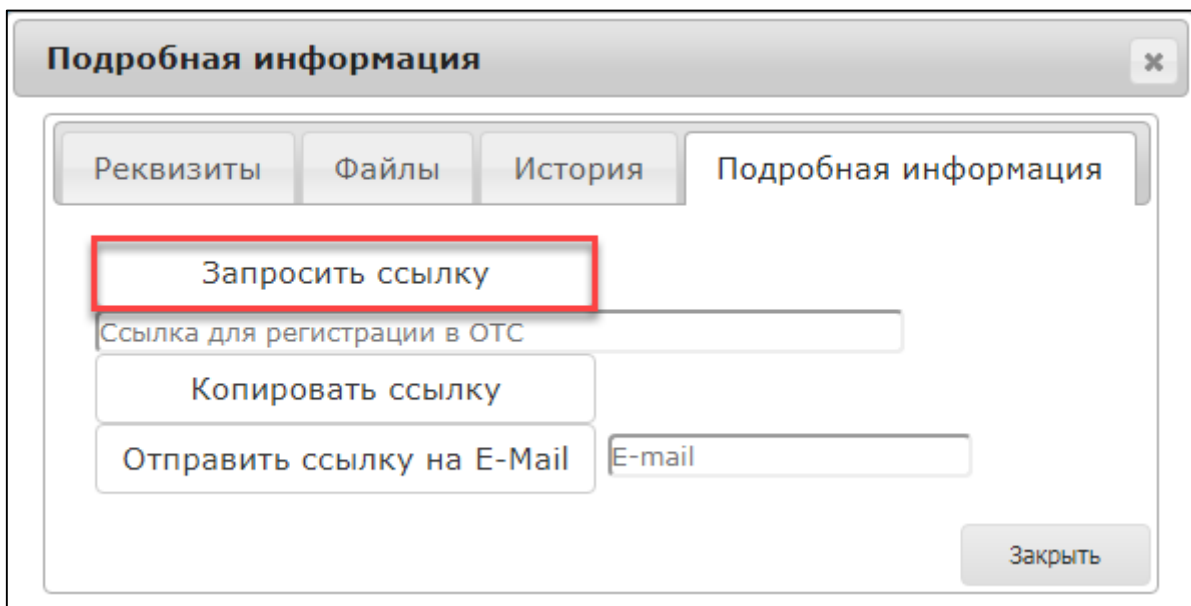 Подробная информация
Реквизиты Файлы История Подробная информация
Запросить ссылку
Ссылка для регистрации в ОТС
Копировать ссылку
Отправить ссылку на E-Mail E-mail
Закрыть